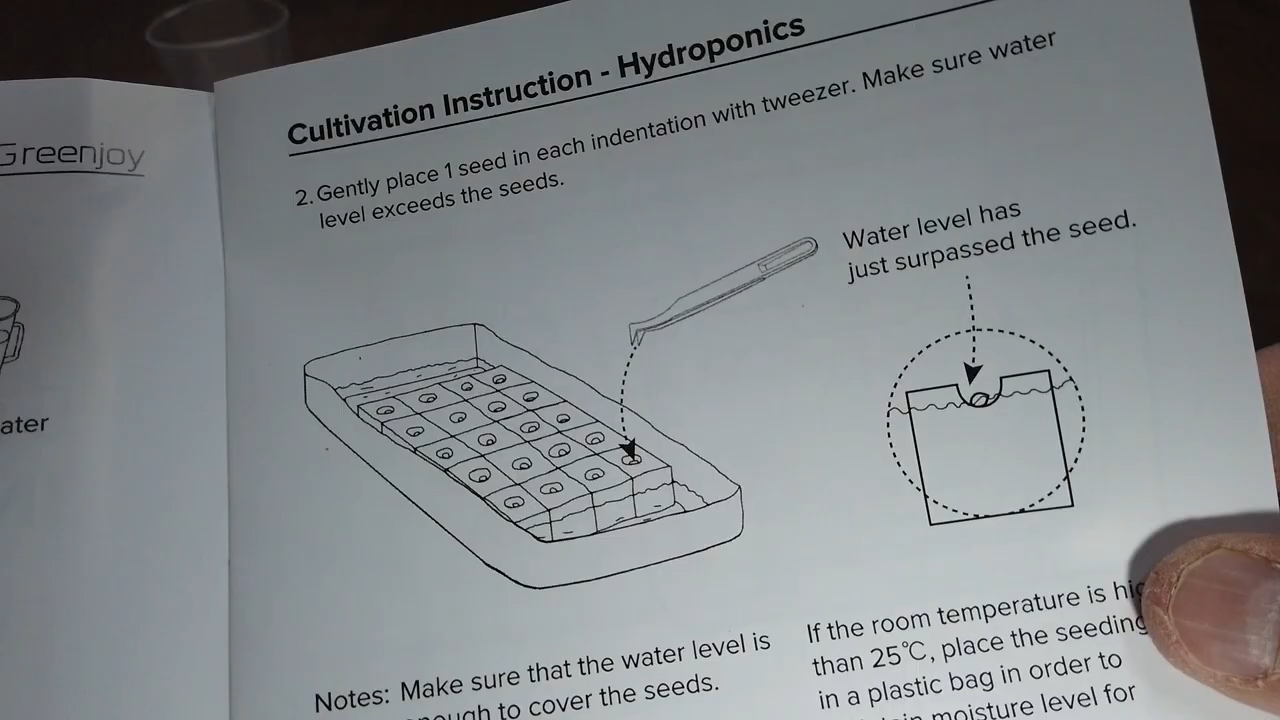 Greenjoy
ater
Cultivation Instruction - Hydroponics
2. Gently place 1 seed in each indentation with tweezer. Make sure water
level exceeds the seeds.
Water level has
just surpassed the seed.
Notes: Make sure that the water level is
to cover the seeds.
If the room temperature is
than 25℃, place the seeding
in a plastic bag in order to
moisture level for